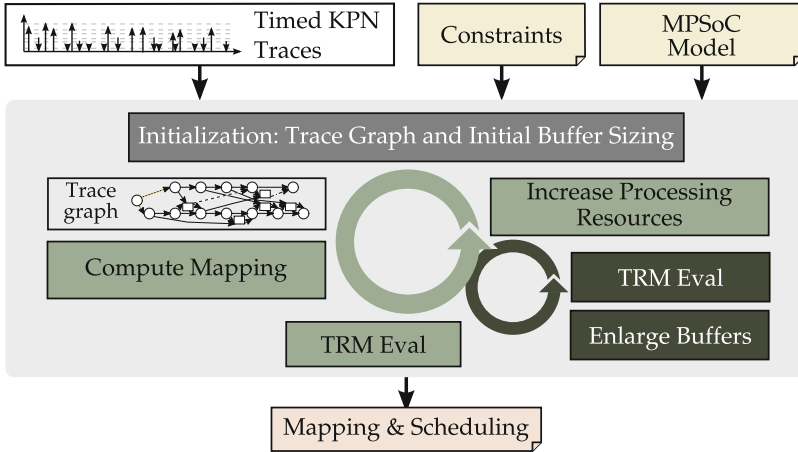 Timed KPN
Traces
Constraints
MPSoC
Model
Initialization: Trace Graph and Initial Buffer Sizing
Trace
graph
Increase Processing
Resources
Compute Mapping
TRM Eval
Enlarge Buffers
TRM Eval
Mapping & Scheduling